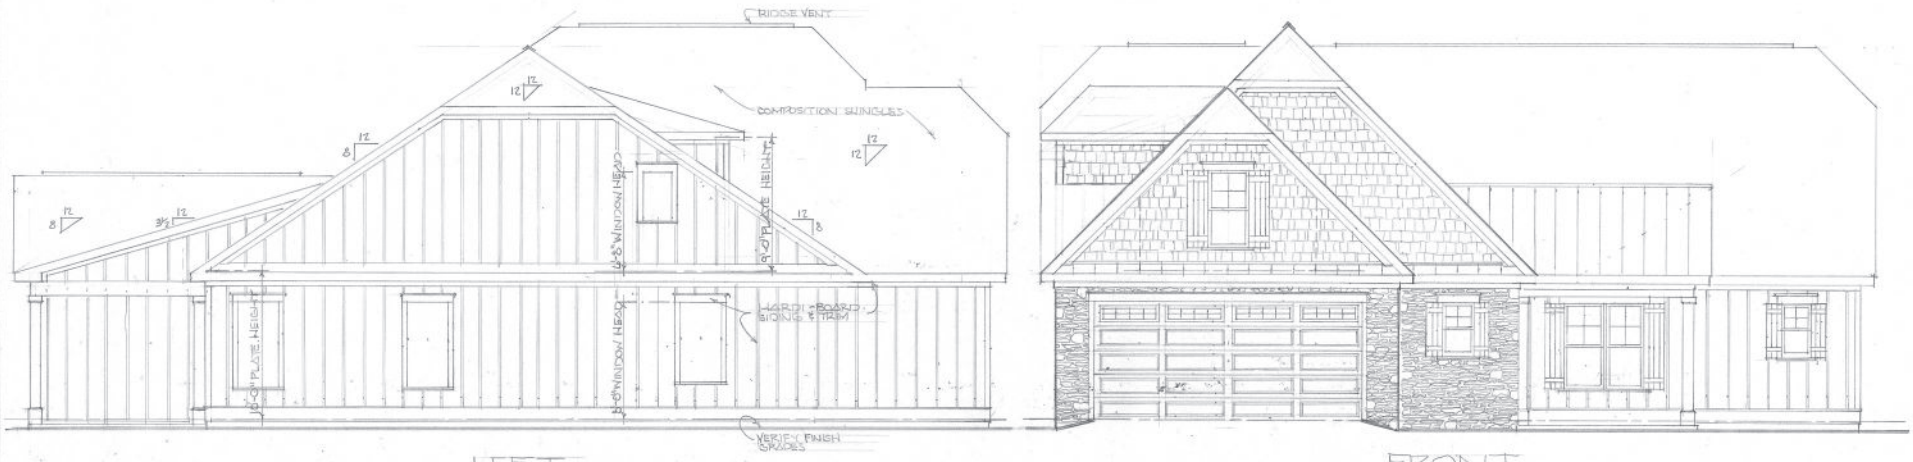 RIDGE VENT
12
12
COMPOSITION SHINGLES
12
8
12
12
12
8
12
3½
12
8
6'-8" WINDOW HEAD
9'-0" PLATE HEIGHT
HARDI-BOARD
SIDING & TRIM
10'-0" PLATE HEIGHT
8'-0" WINDOW HEAD
VERIFY FINISH
GRADES
LEFT
FRONT